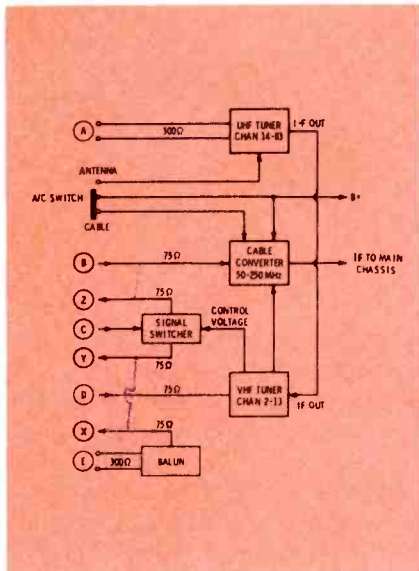 UHF TUNER
CHAN 14-83
I-F OUT
A
300Ω
ANTENNA
A/C SWITCH
B+
CABLE
CABLE
CONVERTER
50-250 MHz
B
75Ω
IF TO MAIN
CHASSIS
75Ω
Z
CONTROL
VOLTAGE
C
SIGNAL
SWITCHER
Y
75Ω
VHF TUNER
CHAN 2-13
D
75Ω
IF OUT
X
75Ω
E
300Ω
BALUN